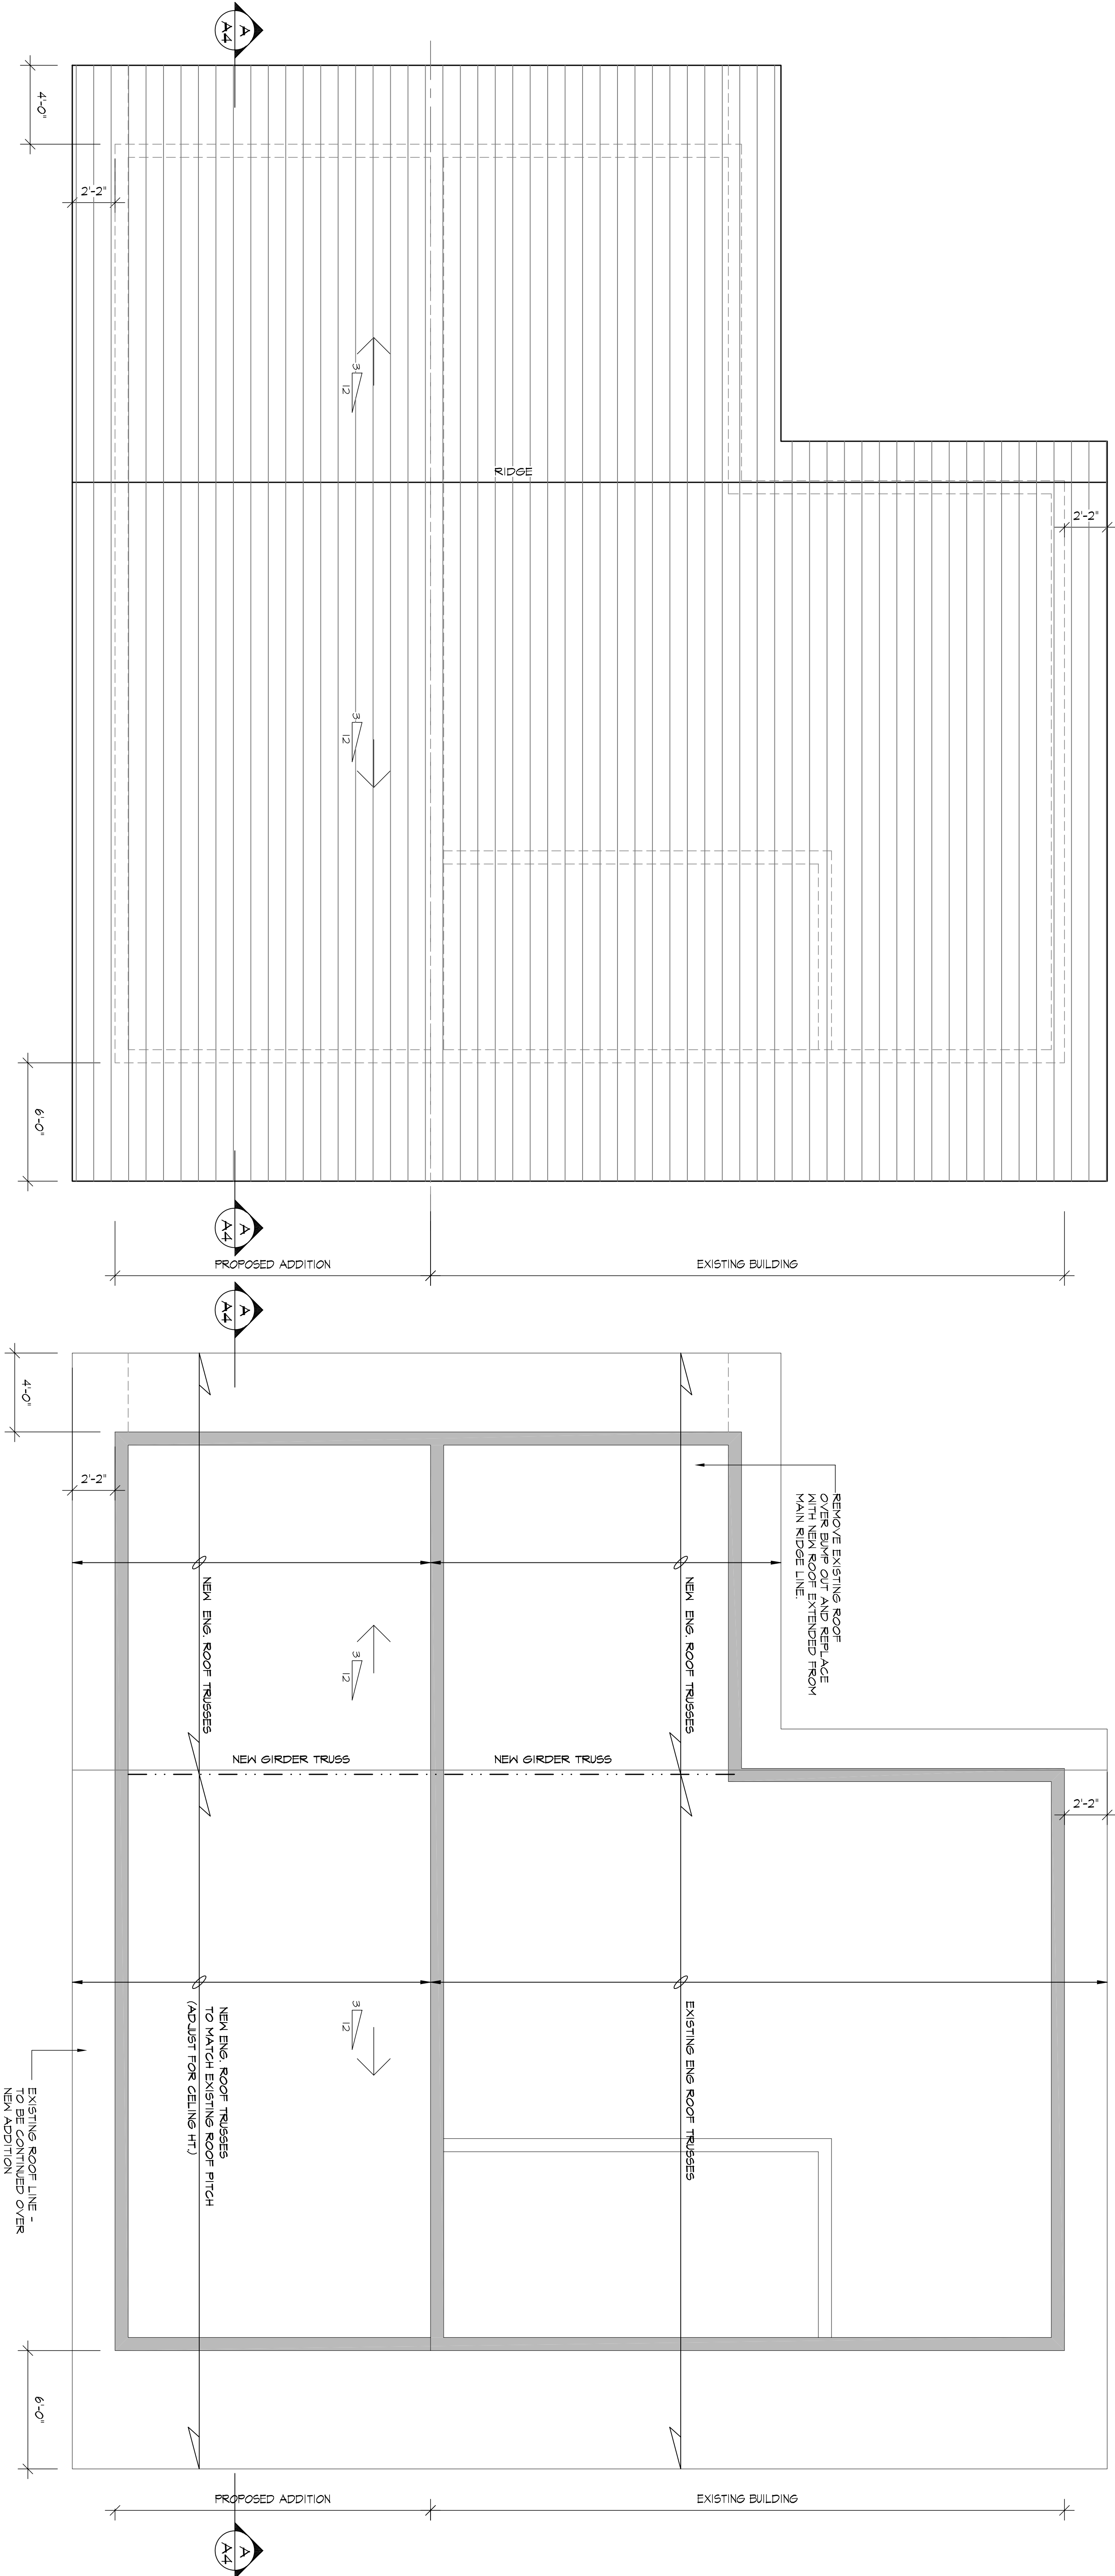 A
A4
4'-0"
2'-2"
3
12
RIDGE
2'-2"
3
12
6'-0"
A
A4
PROPOSED ADDITION
EXISTING BUILDING
A
A4
4'-0"
2'-2"
REMOVE EXISTING ROOF
OVER BUMP OUT AND REPLACE
WITH NEW ROOF EXTENDED FROM
MAIN RIDGE LINE.
NEW ENG. ROOF TRUSSES
NEW ENG. ROOF TRUSSES
3
12
NEW GIRDER TRUSS
NEW GIRDER TRUSS
2'-2"
NEW ENG. ROOF TRUSSES
TO MATCH EXISTING ROOF PITCH
(ADJUST FOR CELING HT.)
3
12
EXISTING ENG ROOF TRUSSES
EXISTING ROOF LINE -
TO BE CONTINUED OVER
NEW ADDITION
6'-0"
PROPOSED ADDITION
EXISTING BUILDING
A
A4